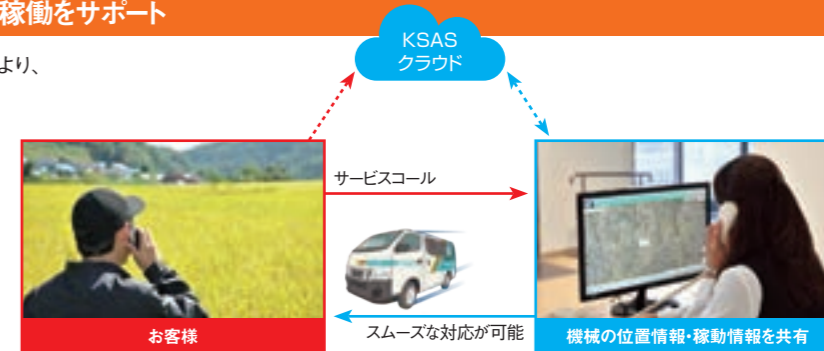 稼働をサポート
より、
KSAS
クラウド
サービスコール
スムーズな対応が可能
お客様
機械の位置情報・稼動情報を共有